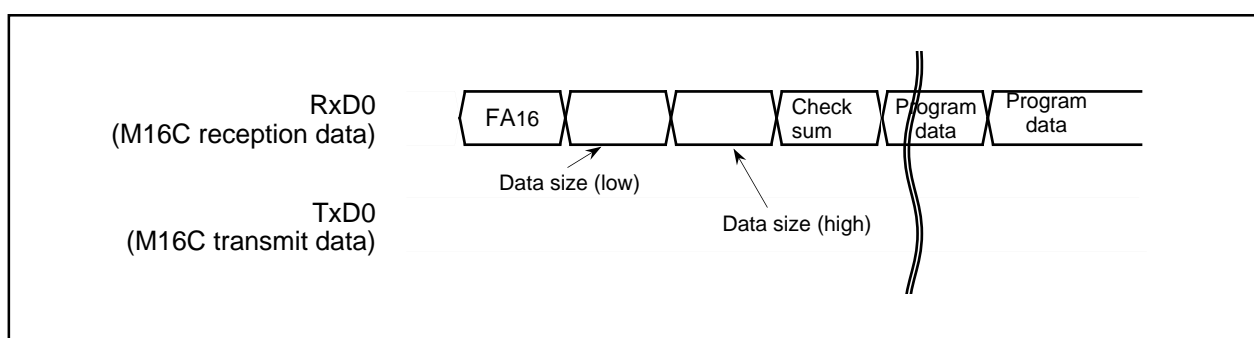 RxD0
(M16C reception data)
FA16
Check
sum
Program
data
Program
data
Data size (low)
Data size (high)
TxD0
(M16C transmit data)